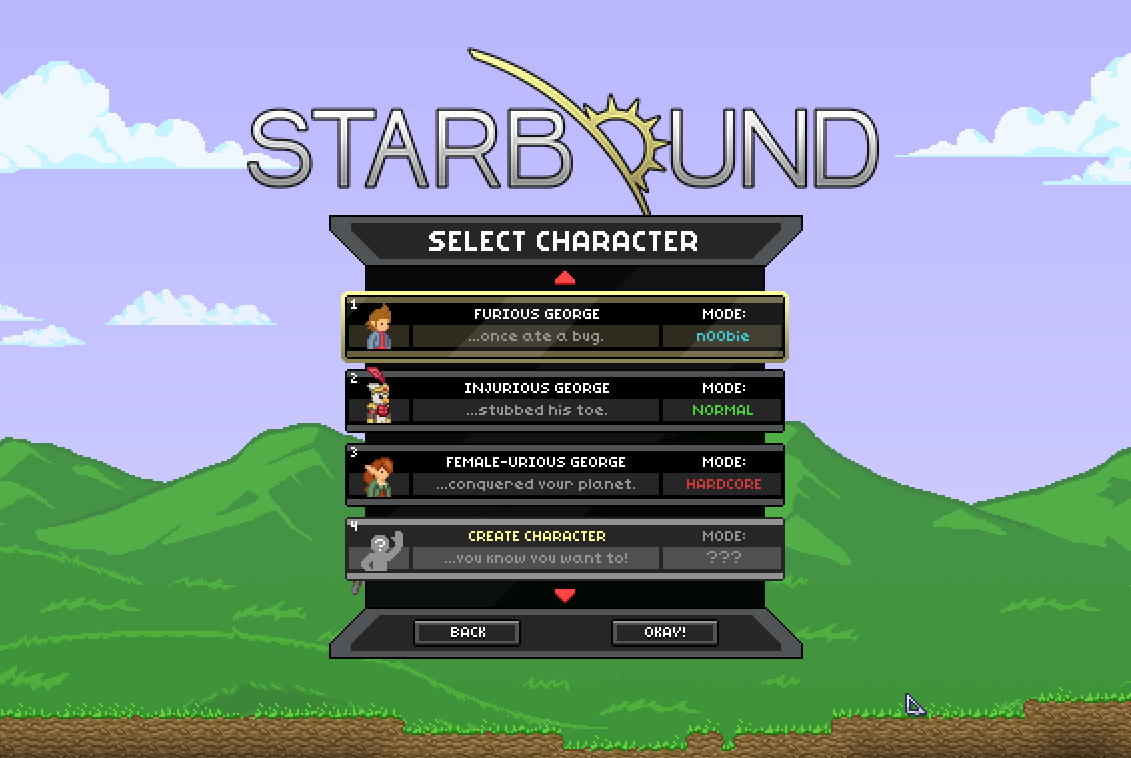 STARBOUND
SELECT CHARACTER
1
FURIOUS GEORGE
MODE:
...once ate a bug.
n00bie
2
INJURIOUS GEORGE
MODE:
...stubbed his toe.
NORMAL
3
FEMALE-URIOUS GEORGE
MODE:
...conquered your planet.
HARDCORE
4
?
CREATE CHARACTER
MODE:
...you know you want to!
???
BACK
OKAY!